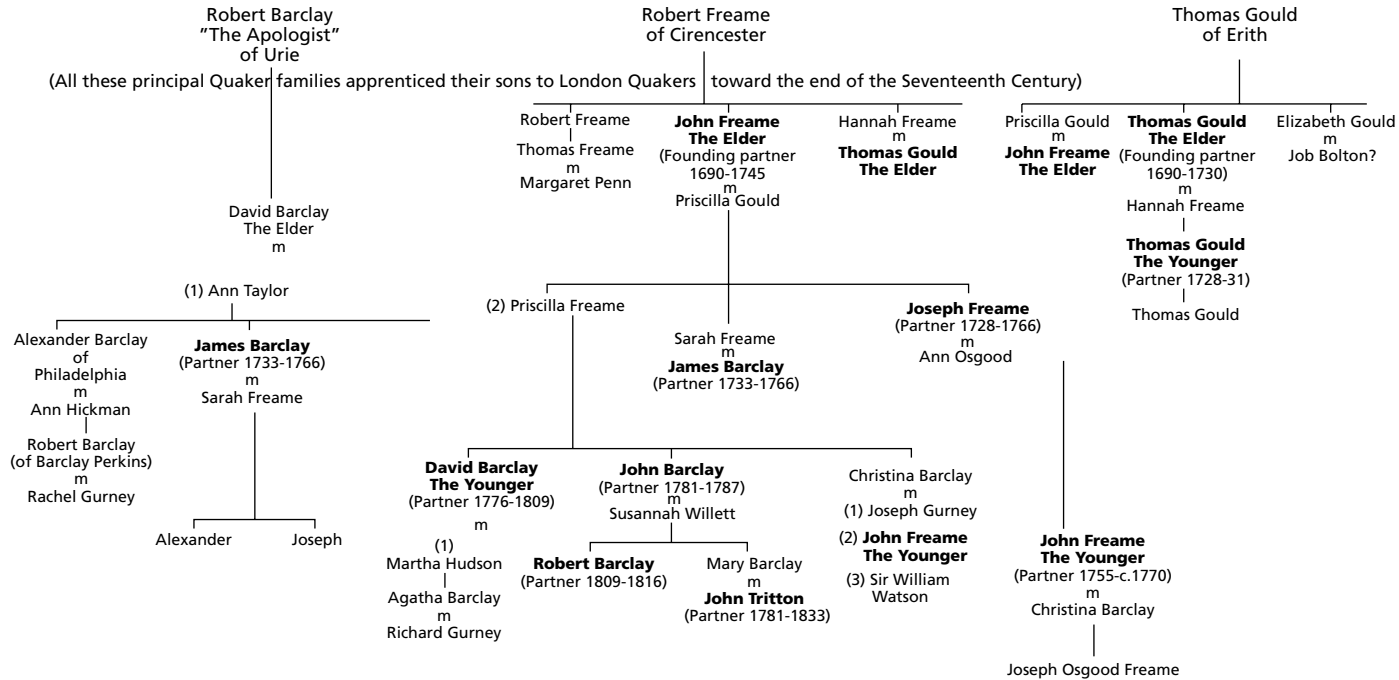 Robert Barclay
"The Apologist"
of Urie
Robert Freame
of Cirencester
Thomas Gould
of Erith
(All these principal Quaker families apprenticed their sons to London Quakers toward the end of the Seventeenth Century)
Robert Freame
Thomas Freame
m
Margaret Penn
John Freame
The Elder
(Founding partner
1690-1745
m
Priscilla Gould
Hannah Freame
m
Thomas Gould
The Elder
Priscilla Gould
m
John Freame
The Elder
Thomas Gould
The Elder
(Founding partner
1690-1730)
m
Hannah Freame
Thomas Gould
The Younger
(Partner 1728-31)
Thomas Gould
Elizabeth Gould
m
Job Bolton?
David Barclay
The Elder
m
(1) Ann Taylor
(2) Priscilla Freame
Sarah Freame
m
James Barclay
(Partner 1733-1766)
Joseph Freame
(Partner 1728-1766)
m
Ann Osgood
Alexander Barclay
of
Philadelphia
m
Ann Hickman
Robert Barclay
(of Barclay Perkins)
m
Rachel Gurney
James Barclay
(Partner 1733-1766)
m
Sarah Freame
Alexander
Joseph
David Barclay
The Younger
(Partner 1776-1809)
m
(1)
Martha Hudson
Agatha Barclay
m
Richard Gurney
John Barclay
(Partner 1781-1787)
m
Susannah Willett
Robert Barclay
(Partner 1809-1816)
Mary Barclay
m
John Tritton
(Partner 1781-1833)
Christina Barclay
m
(1) Joseph Gurney
(2) John Freame
The Younger
(3) Sir William
Watson
John Freame
The Younger
(Partner 1755-c.1770)
m
Christina Barclay
Joseph Osgood Freame